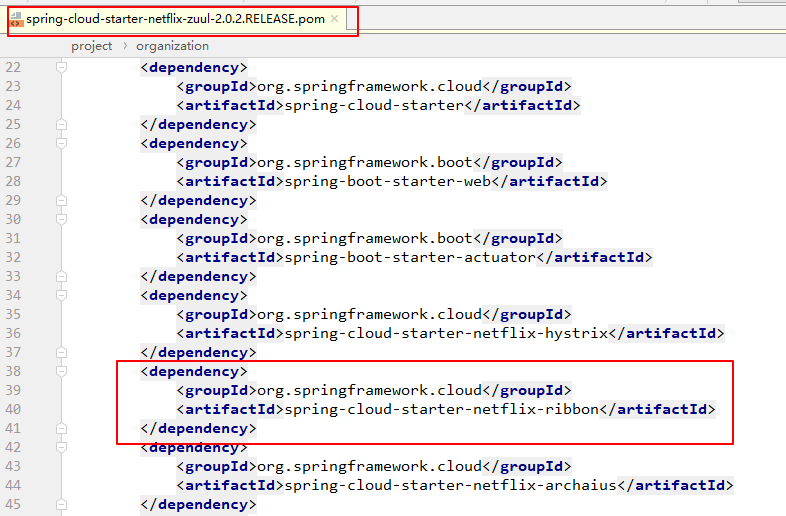 spring-cloud-starter-netflix-zuul-2.0.2.RELEASE.pom ×
project › organization
22 <dependency>
23 <groupId>org.springframework.cloud</groupId>
24 <artifactId>spring-cloud-starter</artifactId>
25 </dependency>
26 <dependency>
27 <groupId>org.springframework.boot</groupId>
28 <artifactId>spring-boot-starter-web</artifactId>
29 </dependency>
30 <dependency>
31 <groupId>org.springframework.boot</groupId>
32 <artifactId>spring-boot-starter-actuator</artifactId>
33 </dependency>
34 <dependency>
35 <groupId>org.springframework.cloud</groupId>
36 <artifactId>spring-cloud-starter-netflix-hystrix</artifactId>
37 </dependency>
38 <dependency>
39 <groupId>org.springframework.cloud</groupId>
40 <artifactId>spring-cloud-starter-netflix-ribbon</artifactId>
41 </dependency>
42 <dependency>
43 <groupId>org.springframework.cloud</groupId>
44 <artifactId>spring-cloud-starter-netflix-archaius</artifactId>
45 </dependency>